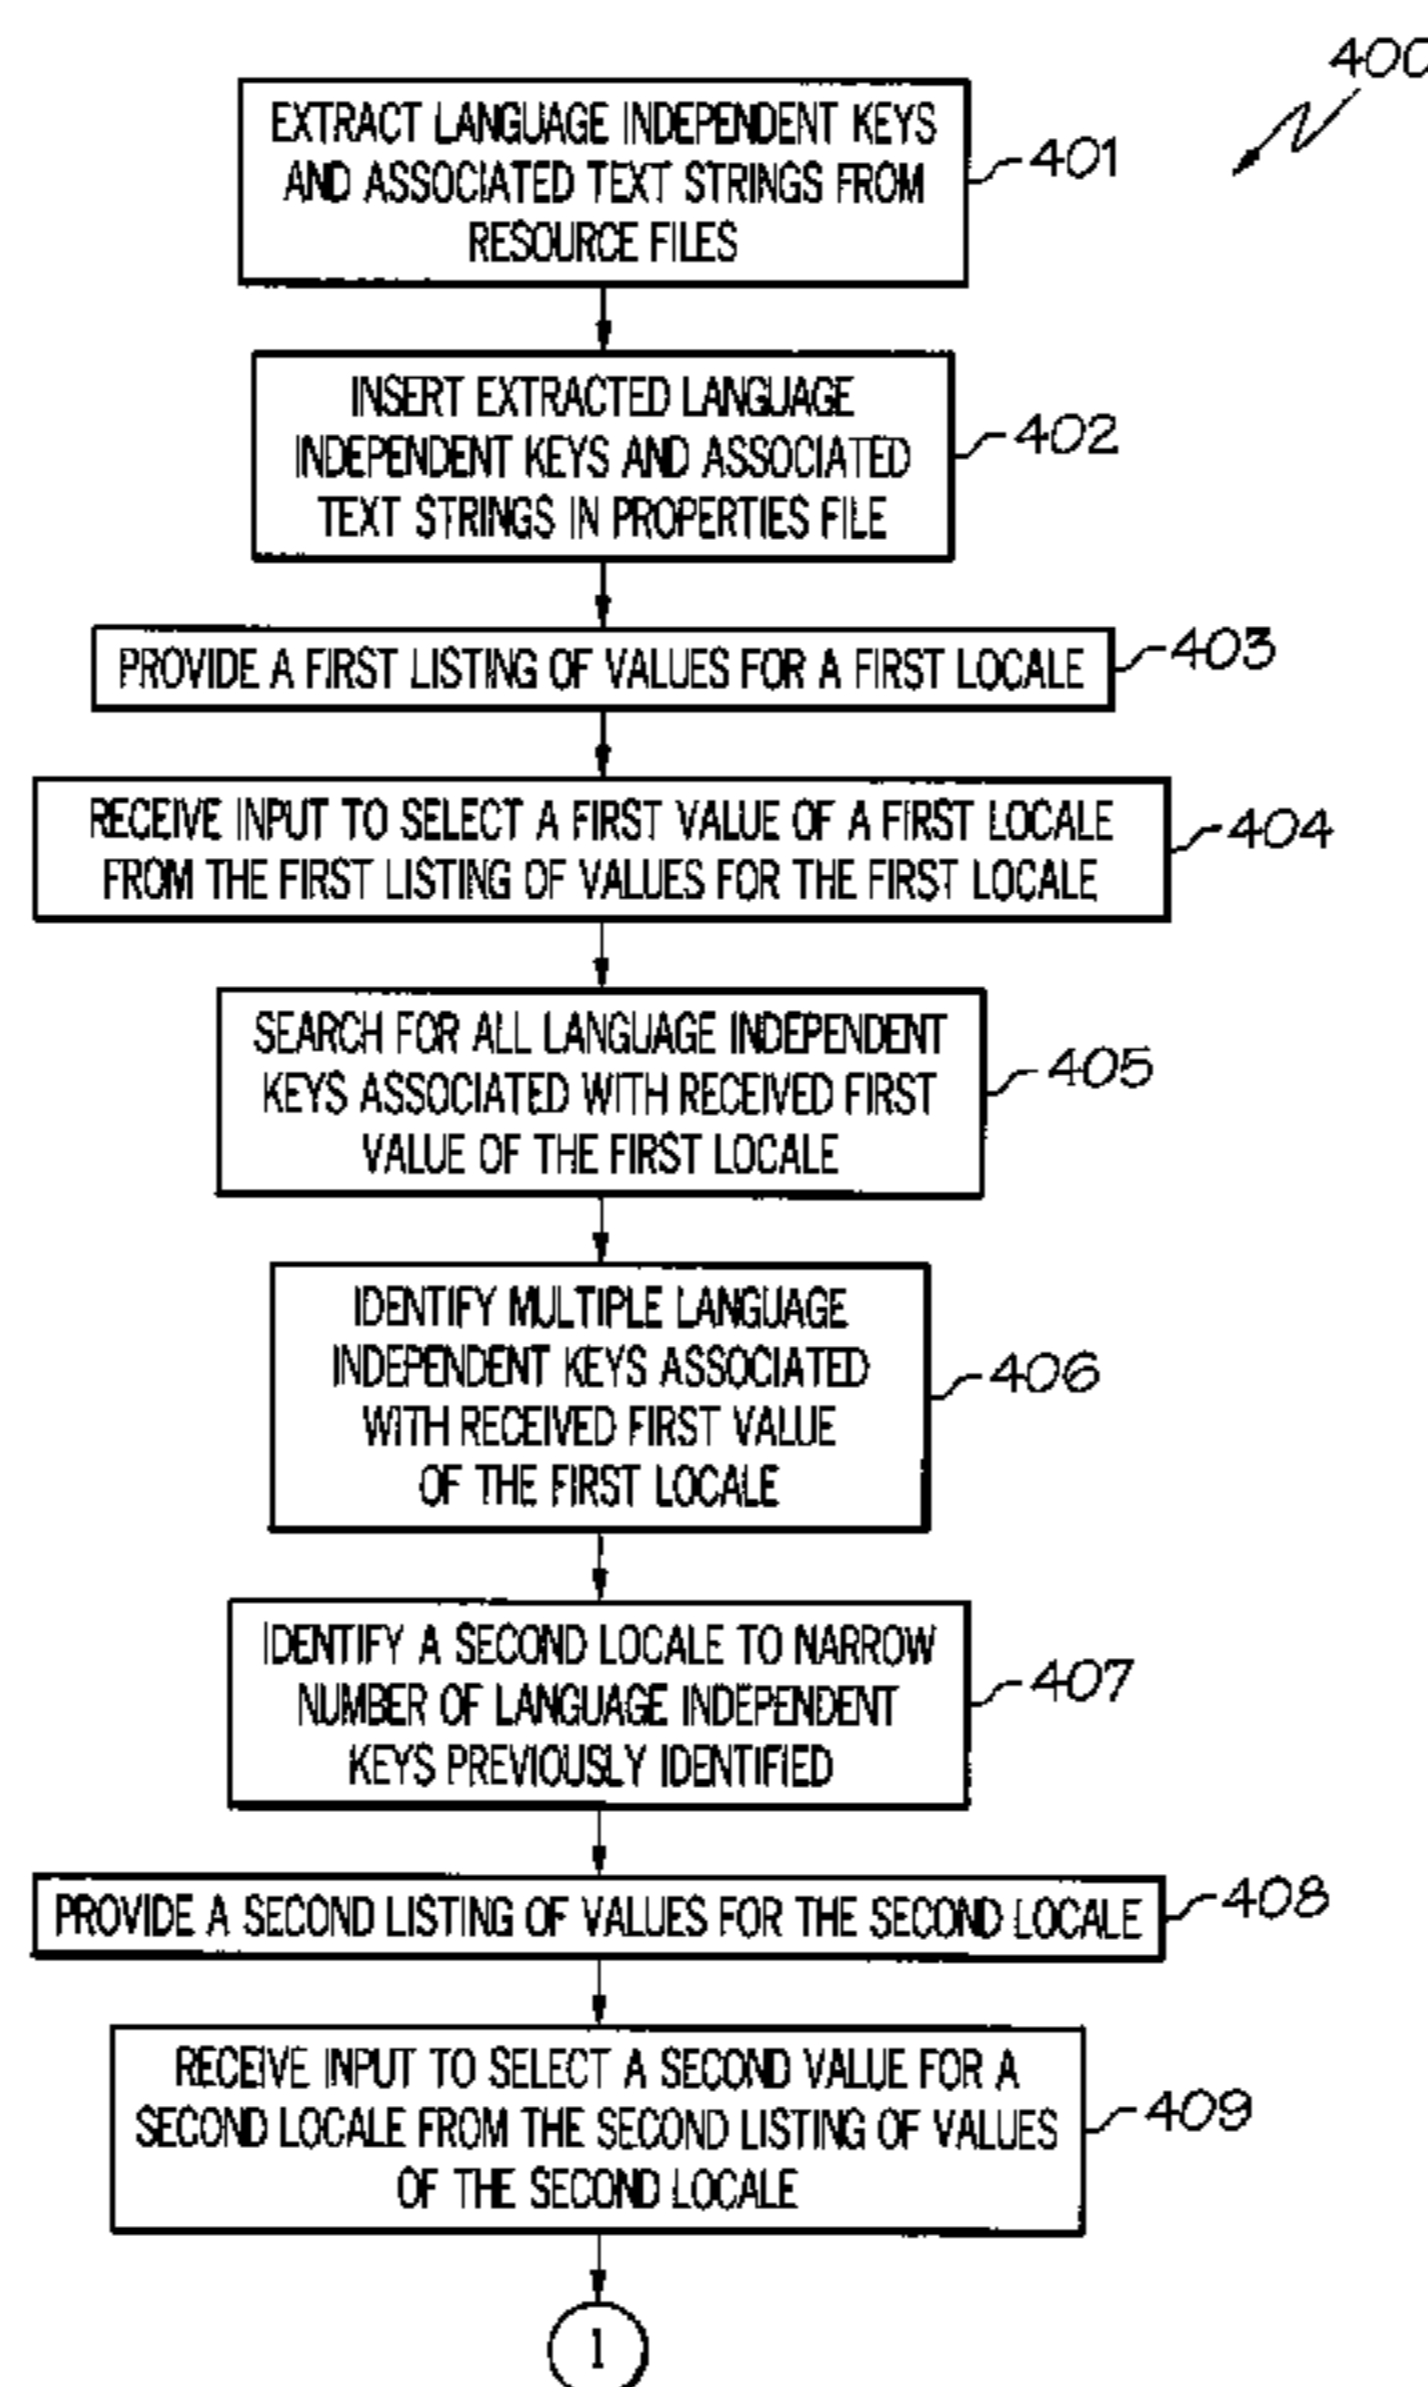 400
EXTRACT LANGUAGE INDEPENDENT KEYS
AND ASSOCIATED TEXT STRINGS FROM
RESOURCE FILES
401
INSERT EXTRACTED LANGUAGE
INDEPENDENT KEYS AND ASSOCIATED
TEXT STRINGS IN PROPERTIES FILE
402
PROVIDE A FIRST LISTING OF VALUES FOR A FIRST LOCALE
403
RECEIVE INPUT TO SELECT A FIRST VALUE OF A FIRST LOCALE
FROM THE FIRST LISTING OF VALUES FOR THE FIRST LOCALE
404
SEARCH FOR ALL LANGUAGE INDEPENDENT
KEYS ASSOCIATED WITH RECEIVED FIRST
VALUE OF THE FIRST LOCALE
405
IDENTIFY MULTIPLE LANGUAGE
INDEPENDENT KEYS ASSOCIATED
WITH RECEIVED FIRST VALUE
OF THE FIRST LOCALE
406
IDENTIFY A SECOND LOCALE TO NARROW
NUMBER OF LANGUAGE INDEPENDENT
KEYS PREVIOUSLY IDENTIFIED
407
PROVIDE A SECOND LISTING OF VALUES FOR THE SECOND LOCALE
408
RECEIVE INPUT TO SELECT A SECOND VALUE FOR A
SECOND LOCALE FROM THE SECOND LISTING OF VALUES
OF THE SECOND LOCALE
409
1